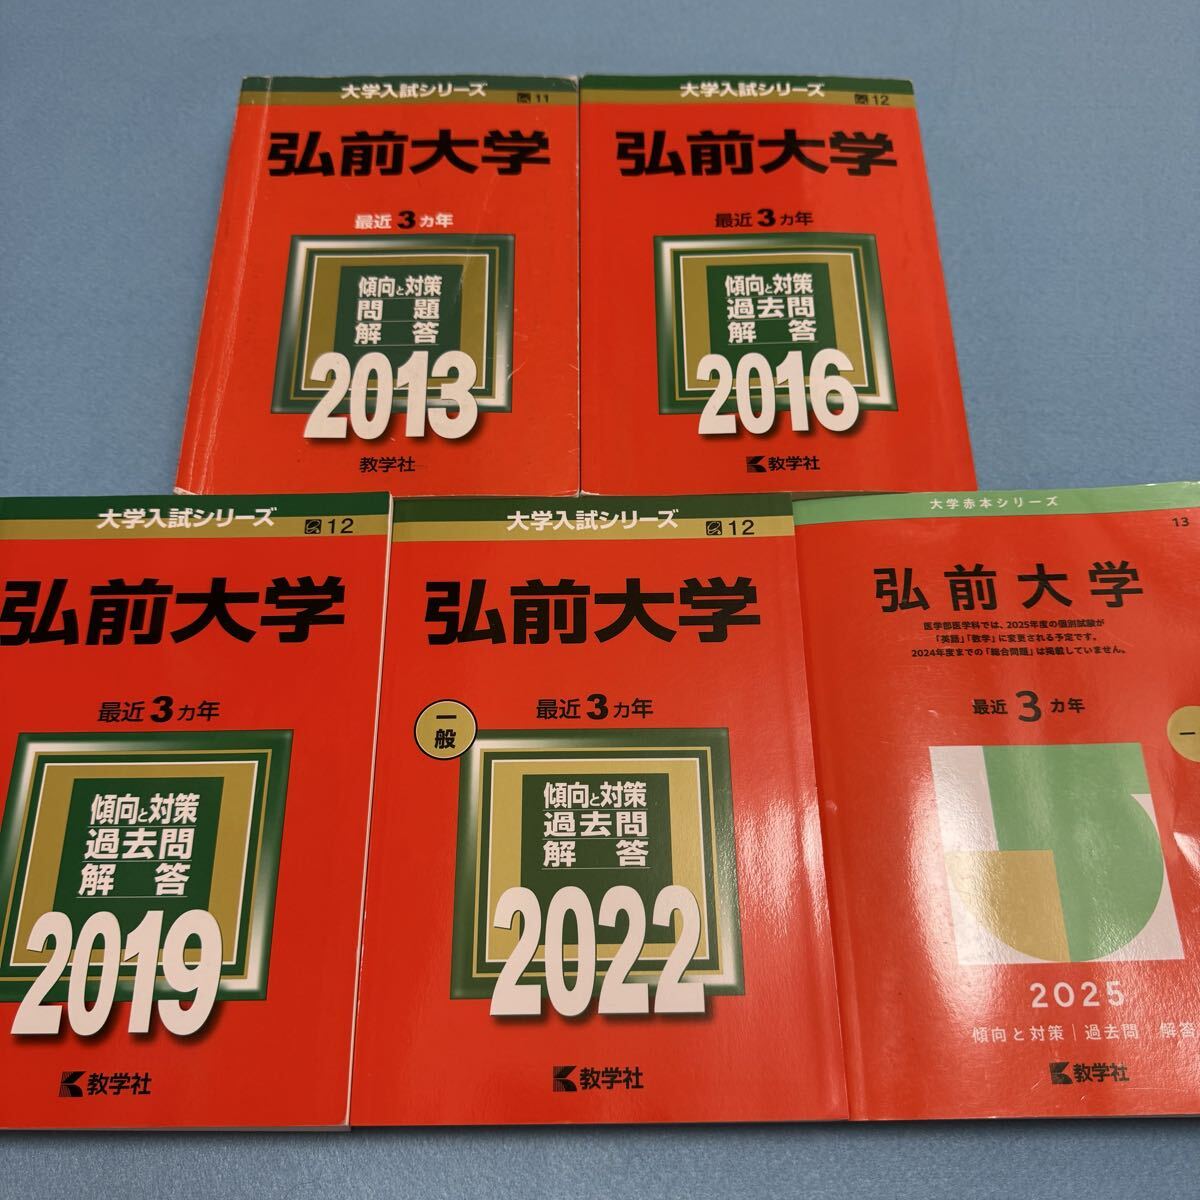 大学入試シリーズ
11
弘前大学
最近3カ年
傾向と対策
問題
解答
2013
教学社
大学入試シリーズ
12
弘前大学
最近3カ年
傾向と対策
過去問
解答
2016
教学社
大学入試シリーズ
12
弘前大学
最近3カ年
傾向と対策
過去問
解答
2019
教学社
大学入試シリーズ
12
弘前大学
最近3カ年
一般
傾向と対策
過去問
解答
2022
教学社
大学赤本シリーズ
13
弘前大学
医学部医学科では、2025年度の個別試験が
「英語」「数学」に変更される予定です。
2024年度までの「総合問題」は掲載していません。
最近3カ年
一
2025
傾向と対策|過去問|解答
教学社